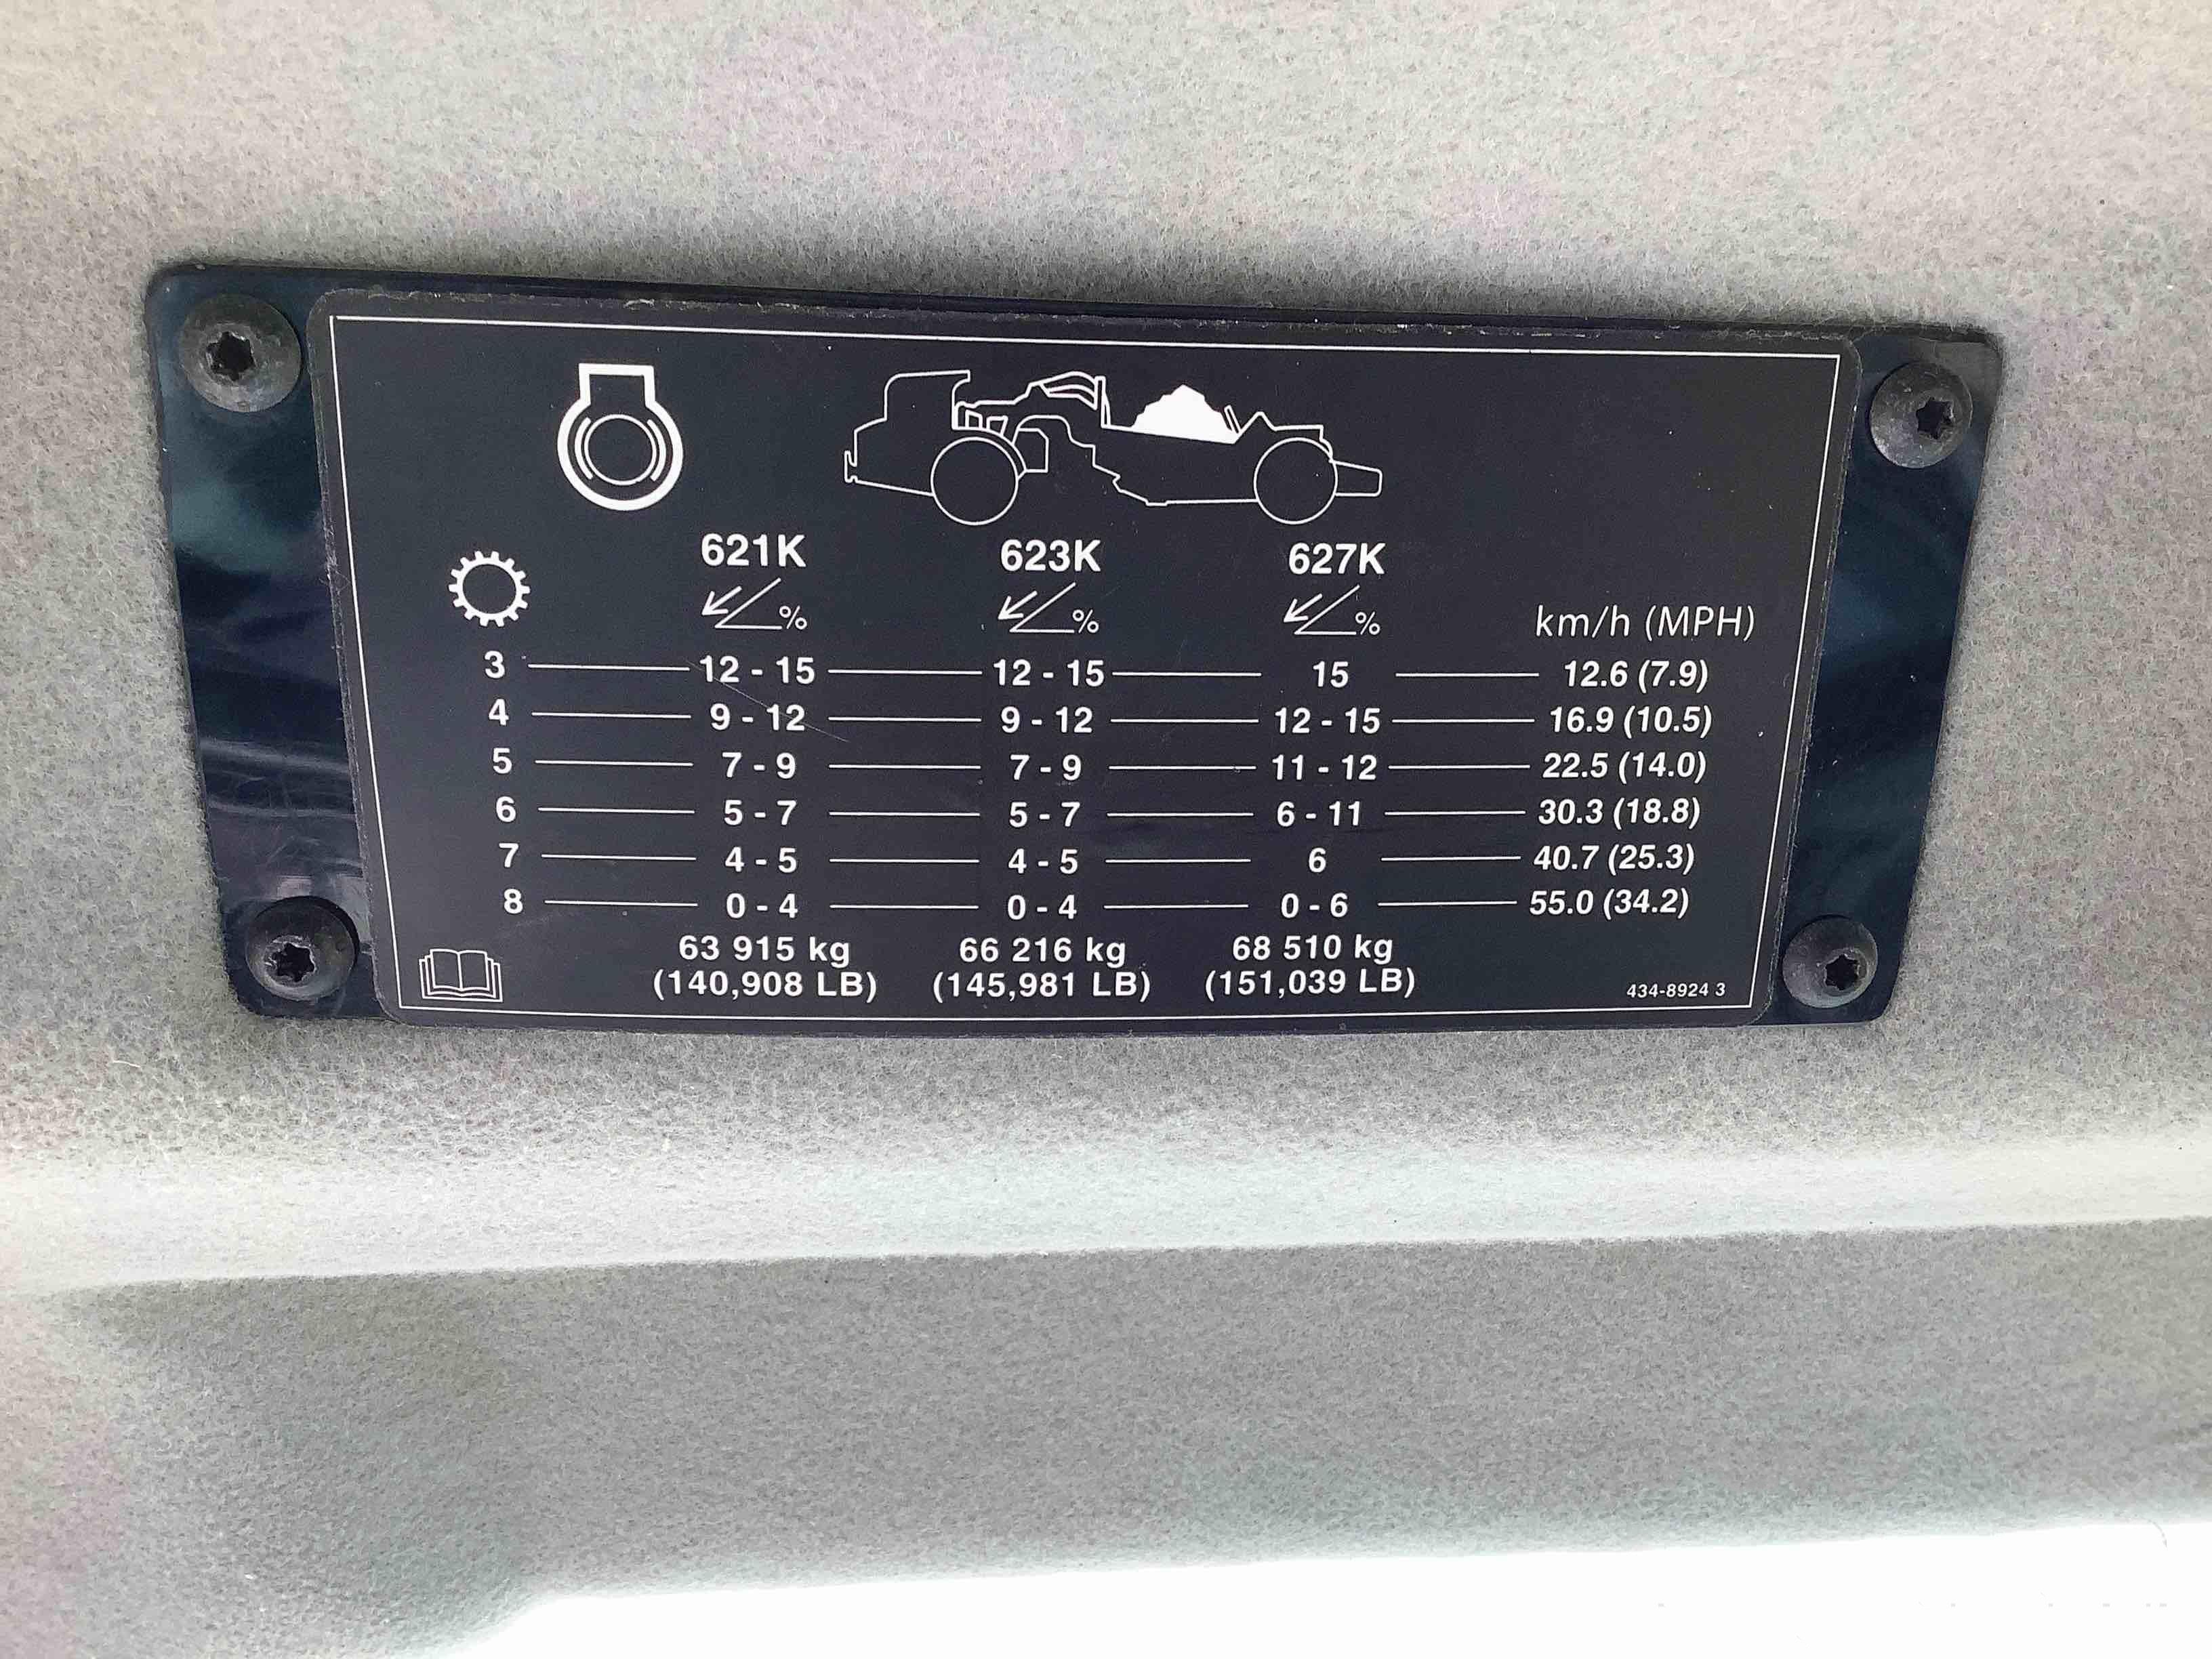 621K 623K 627K
% % % km/h (MPH)
3 12 - 15 12 - 15 15 12.6 (7.9)
4 9 - 12 9 - 12 12 - 15 16.9 (10.5)
5 7 - 9 7 - 9 11 - 12 22.5 (14.0)
6 5 - 7 5 - 7 6 - 11 30.3 (18.8)
7 4 - 5 4 - 5 6 40.7 (25.3)
8 0 - 4 0 - 4 0 - 6 55.0 (34.2)
63 915 kg 66 216 kg 68 510 kg
(140,908 LB) (145,981 LB) (151,039 LB) 434-8924 3